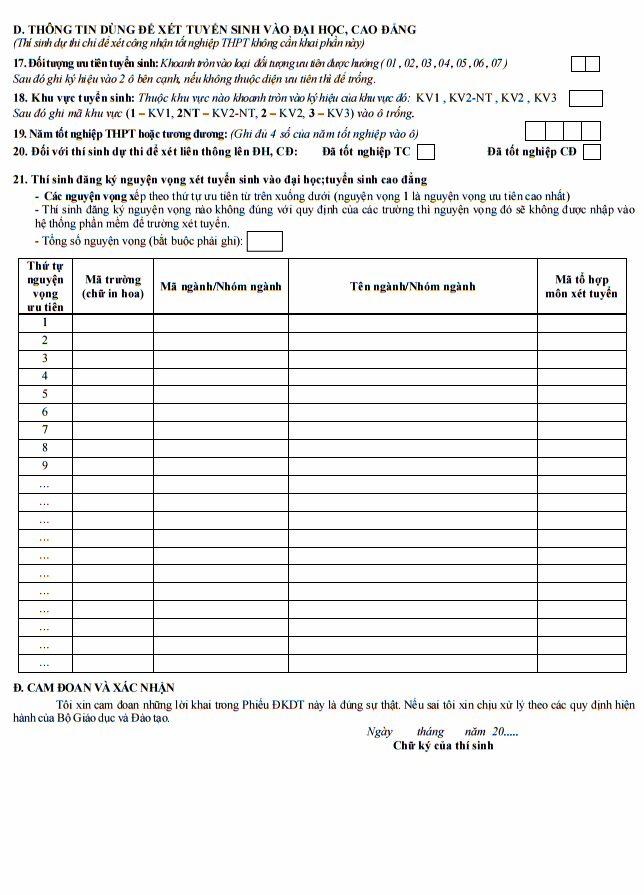 D. THÔNG TIN DÙNG ĐỂ XÉT TUYỂN SINH VÀO ĐẠI HỌC, CAO ĐẲNG
(Thí sinh dự thi chỉ để xét công nhận tốt nghiệp THPT không cần khai phần này)
17. Đối tượng ưu tiên tuyển sinh: Khoanh tròn vào loại đối tượng ưu tiên được hưởng ( 01 , 02, 03 , 04, 05 , 06, 07 )
Sau đó ghi ký hiệu vào 2 ô bên cạnh, nếu không thuộc diện ưu tiên thì để trống.
18. Khu vực tuyển sinh: Thuộc khu vực nào khoanh tròn vào ký hiệu của khu vực đó: KV1 , KV2-NT , KV2 , KV3
Sau đó ghi mã khu vực (1 – KV1, 2NT – KV2-NT, 2 – KV2, 3 – KV3) vào ô trống.
19. Năm tốt nghiệp THPT hoặc tương đương: (Ghi đủ 4 số của năm tốt nghiệp vào ô)
20. Đối với thí sinh dự thi để xét liên thông lên ĐH, CĐ: Đã tốt nghiệp TC Đã tốt nghiệp CĐ
21. Thí sinh đăng ký nguyện vọng xét tuyển sinh vào đại học;tuyển sinh cao đẳng
- Các nguyện vọng xếp theo thứ tự ưu tiên từ trên xuống dưới (nguyện vọng 1 là nguyện vọng ưu tiên cao nhất)
- Thí sinh đăng ký nguyện vọng nào không đúng với quy định của các trường thì nguyện vọng đó sẽ không được nhập vào
hệ thống phần mềm để trường xét tuyển.
- Tổng số nguyện vọng (bắt buộc phải ghi):
Thứ tự
nguyện
vọng
ưu tiên
Mã trường
(chữ in hoa)
Mã ngành/Nhóm ngành
Tên ngành/Nhóm ngành
Mã tổ hợp
môn xét tuyển
1
2
3
4
5
6
7
8
9
...
...
...
...
...
...
...
...
...
...
...
Đ. CAM ĐOAN VÀ XÁC NHẬN
Tôi xin cam đoan những lời khai trong Phiếu ĐKDT này là đúng sự thật. Nếu sai tôi xin chịu xử lý theo các quy định hiện
hành của Bộ Giáo dục và Đào tạo.
Ngày tháng năm 20.....
Chữ ký của thí sinh